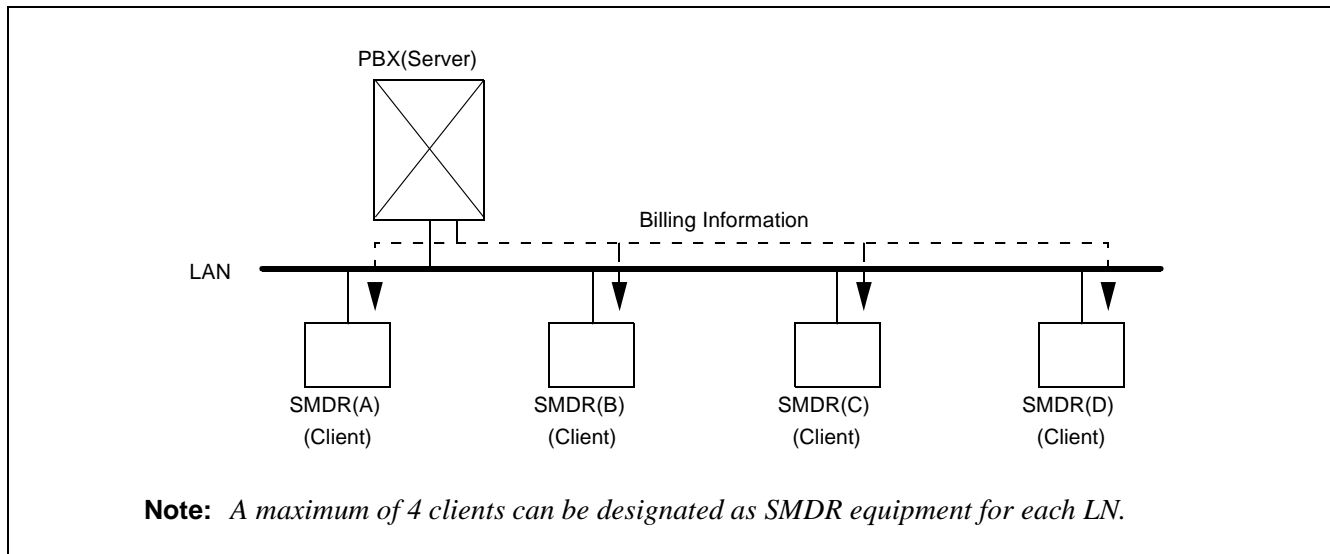 PBX(Server)
Billing Information
LAN
SMDR(A) SMDR(B) SMDR(C) SMDR(D)
(Client) (Client) (Client) (Client)
Note: A maximum of 4 clients can be designated as SMDR equipment for each LN.